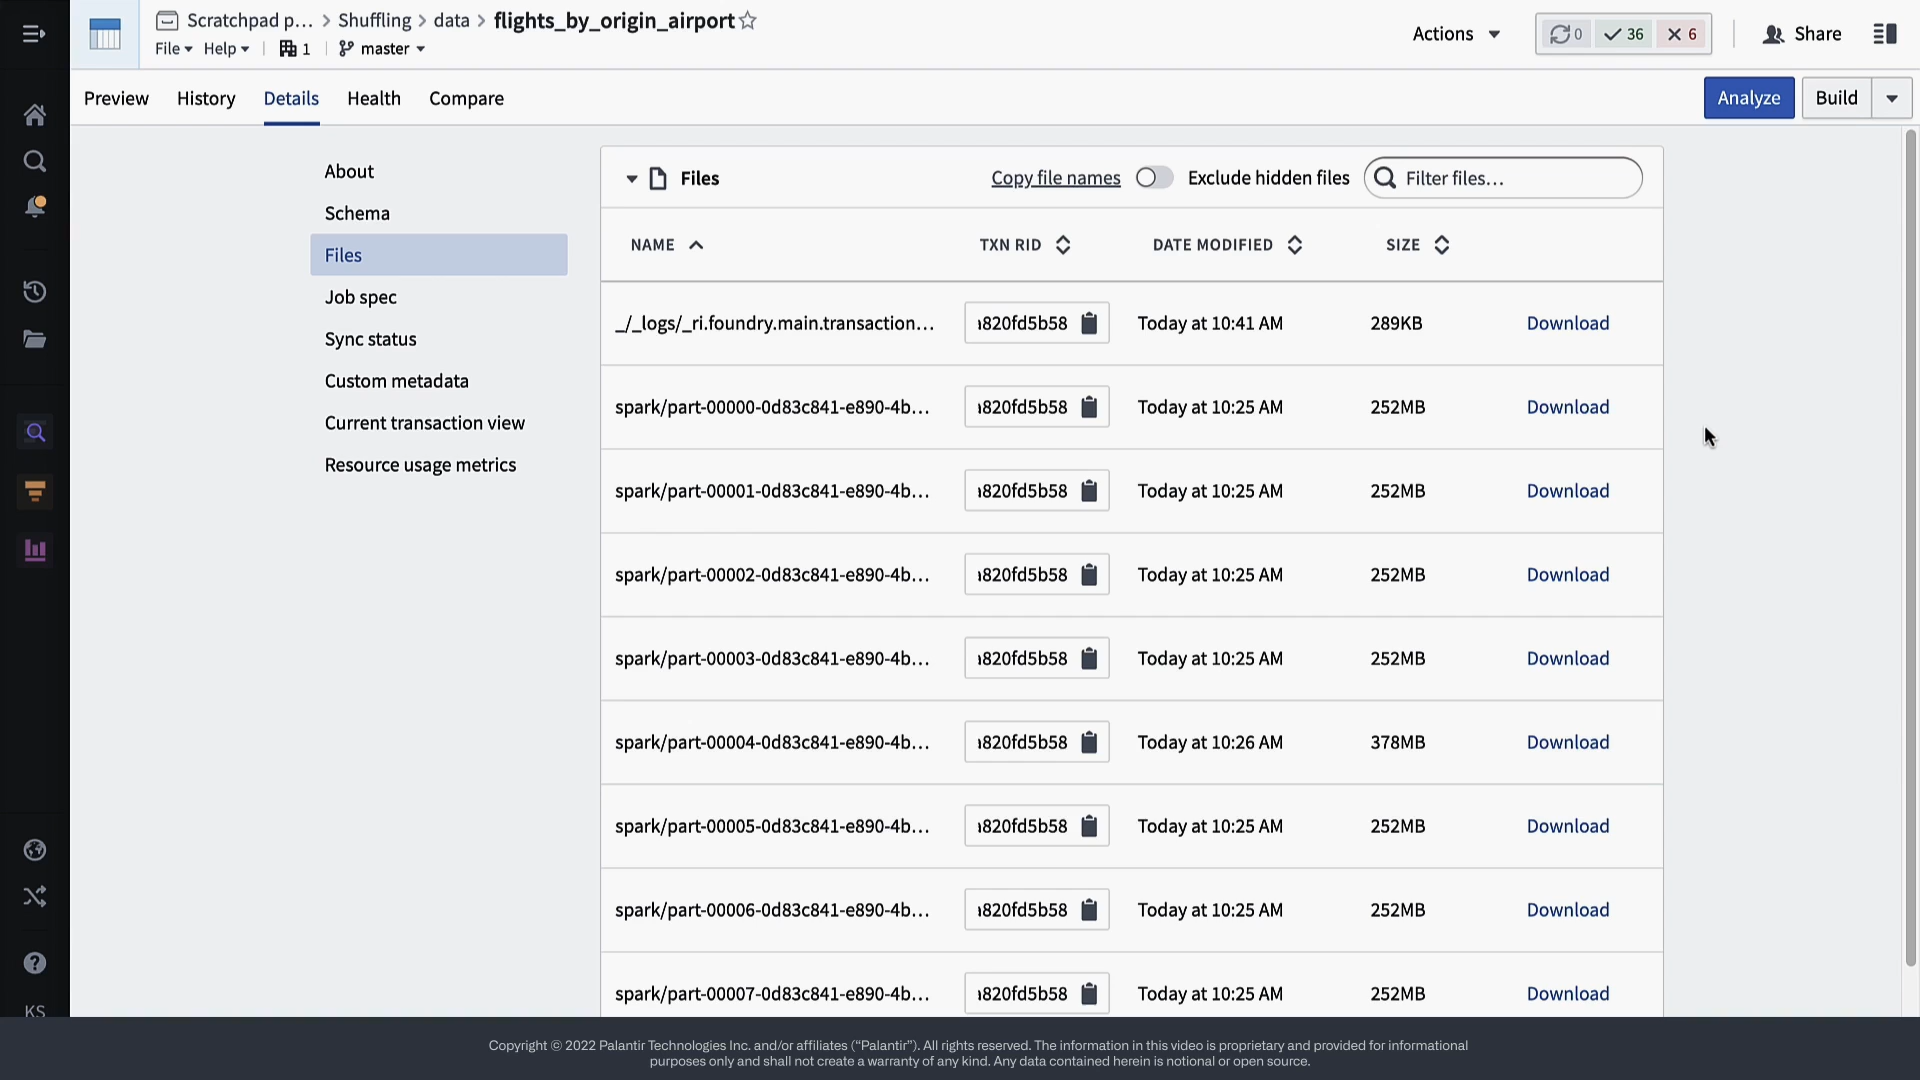 Scratchpad p... > Shuffling > data > flights_by_origin_airport
File Help 1 master
Actions 0 36 6 Share
Preview History Details Health Compare
Analyze Build
About
Schema
Files
Job spec
Sync status
Custom metadata
Current transaction view
Resource usage metrics
Files Copy file names Exclude hidden files Filter files...
NAME TXN RID DATE MODIFIED SIZE
_/_logs/_ri.foundry.main.transaction... 820fd5b58 Today at 10:41 AM 289KB Download
spark/part-00000-0d83c841-e890-4b... 820fd5b58 Today at 10:25 AM 252MB Download
spark/part-00001-0d83c841-e890-4b... 820fd5b58 Today at 10:25 AM 252MB Download
spark/part-00002-0d83c841-e890-4b... 820fd5b58 Today at 10:25 AM 252MB Download
spark/part-00003-0d83c841-e890-4b... 820fd5b58 Today at 10:25 AM 252MB Download
spark/part-00004-0d83c841-e890-4b... 820fd5b58 Today at 10:26 AM 378MB Download
spark/part-00005-0d83c841-e890-4b... 820fd5b58 Today at 10:25 AM 252MB Download
spark/part-00006-0d83c841-e890-4b... 820fd5b58 Today at 10:25 AM 252MB Download
spark/part-00007-0d83c841-e890-4b... 820fd5b58 Today at 10:25 AM 252MB Download
KS
Copyright © 2022 Palantir Technologies Inc. and/or affiliates (“Palantir”). All rights reserved. The information in this video is proprietary and provided for informational
purposes only and shall not create a warranty of any kind. Any data contained herein is notional or open source.